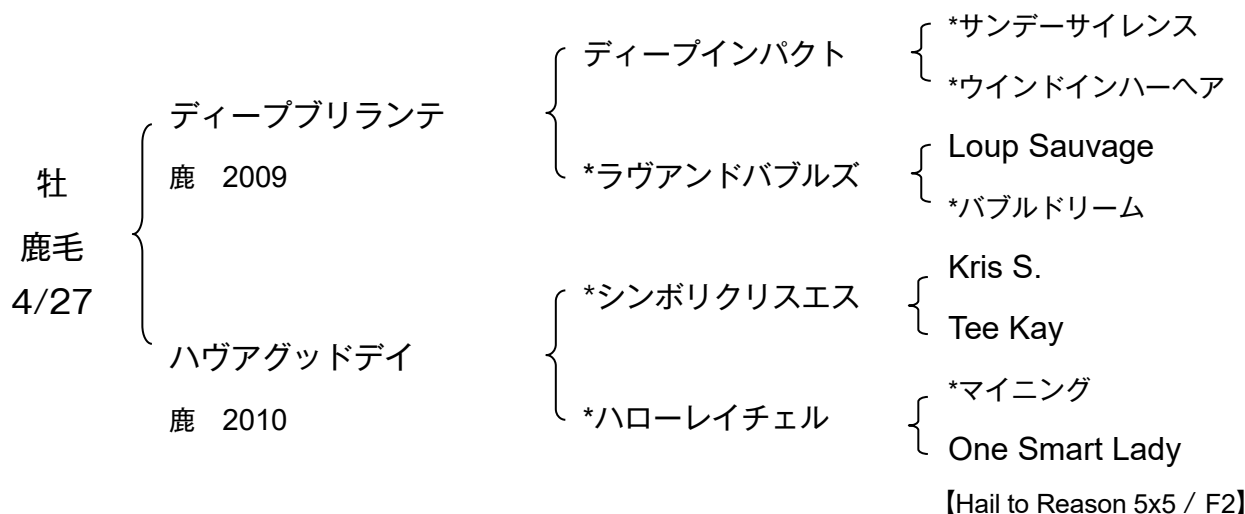 牡
鹿毛
4/27
ディープブリランテ
鹿　2009
ハヴアグッドデイ
鹿　2010
ディープインパクト
*ラヴアンドバブルズ
*シンボリクリスエス
*ハローレイチェル
*サンデーサイレンス
*ウインドインハーヘア
Loup Sauvage
*バブルドリーム
Kris S.
Tee Kay
*マイニング
One Smart Lady
【Hail to Reason 5x5 / F2】